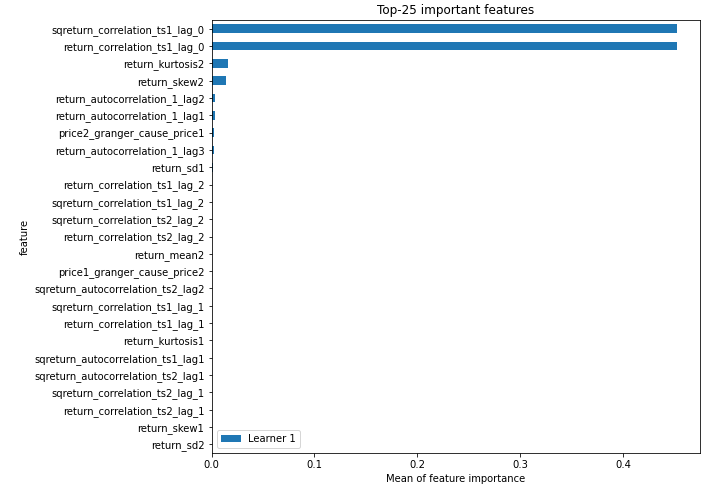 Top-25 important features
sqreturn_correlation_ts1_lag_0
return_correlation_ts1_lag_0
return_kurtosis2
return_skew2
return_autocorrelation_1_lag2
return_autocorrelation_1_lag1
price2_granger_cause_price1
return_autocorrelation_1_lag3
return_sd1
return_correlation_ts1_lag_2
sqreturn_correlation_ts1_lag_2
sqreturn_correlation_ts2_lag_2
return_correlation_ts2_lag_2
return_mean2
price1_granger_cause_price2
sqreturn_autocorrelation_ts2_lag2
sqreturn_correlation_ts1_lag_1
return_correlation_ts1_lag_1
return_kurtosis1
sqreturn_autocorrelation_ts1_lag1
sqreturn_autocorrelation_ts2_lag1
sqreturn_correlation_ts2_lag_1
return_correlation_ts2_lag_1
return_skew1
return_sd2
feature
Learner 1
0.0 0.1 0.2 0.3 0.4
Mean of feature importance